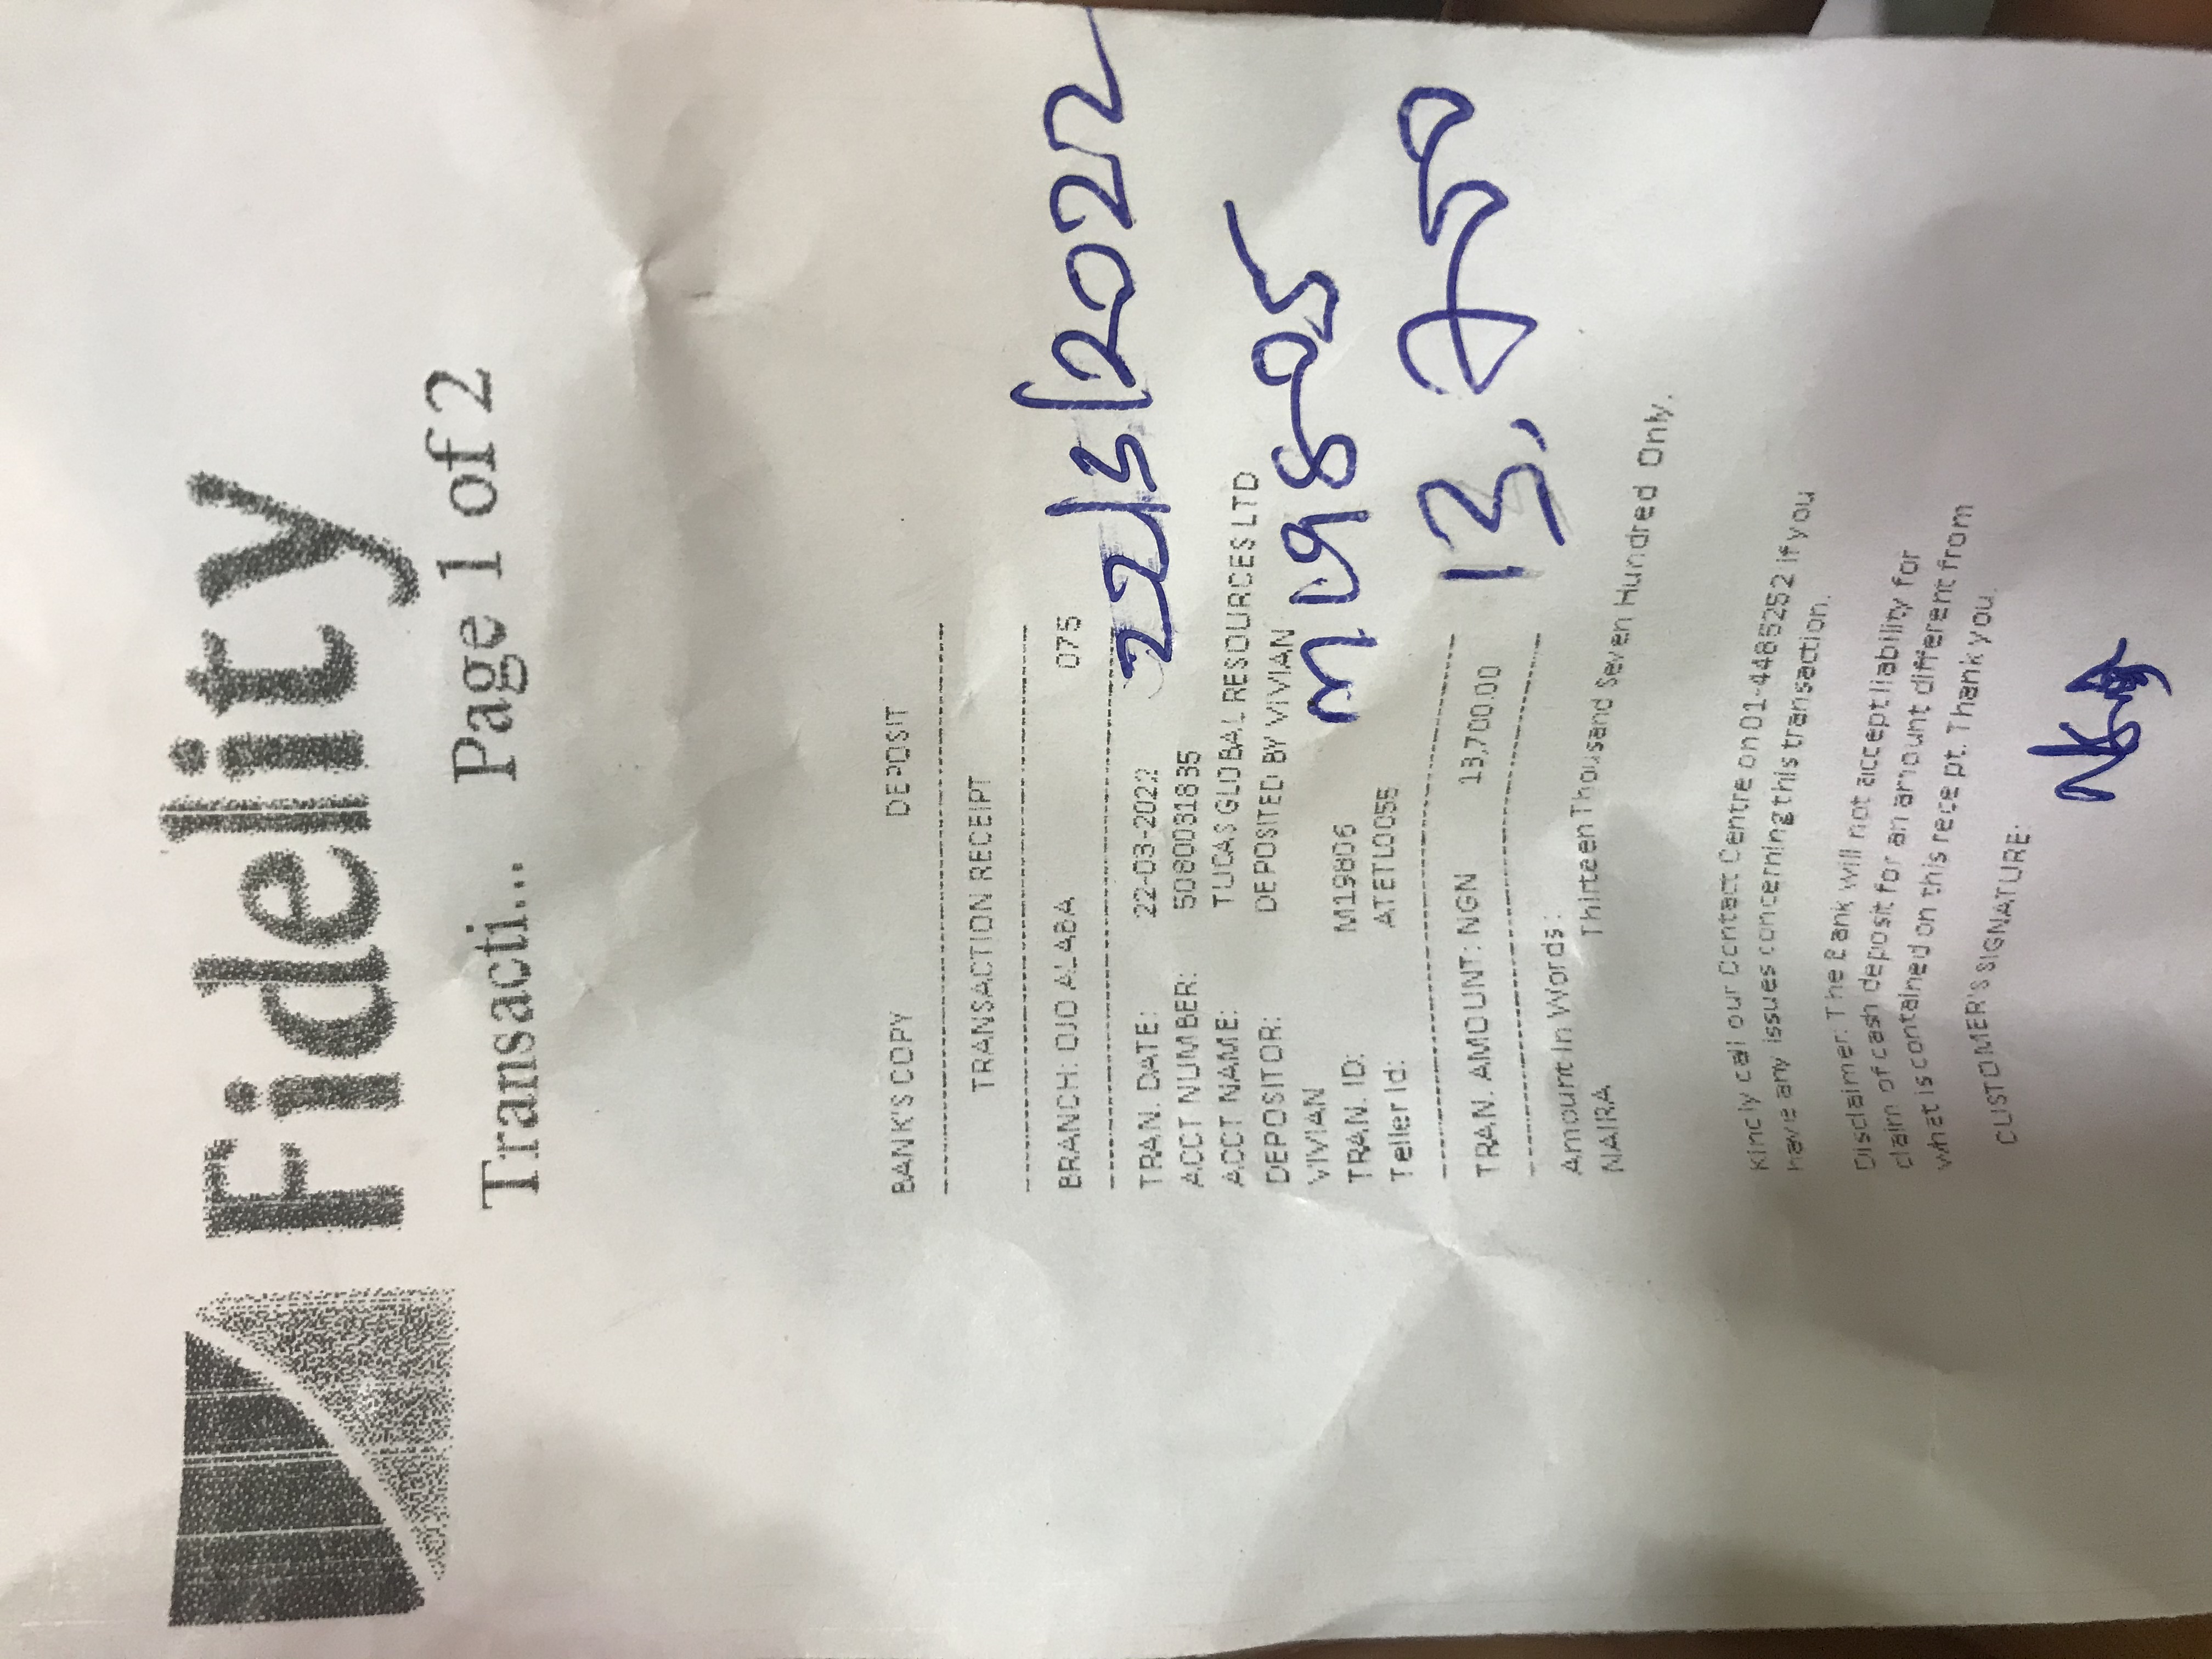 Fidelity
Transacti... Page 1 of 2
BANK'S COPY DEPOSIT
TRANSACTION RECEIPT
BRANCH: OJO ALABA 075
22/3/2022
TRAN. DATE: 22-03-2022
ACCT NUMBER: 5080031835
ACCT NAME: TUCAS GLOBAL RESOURCES LTD
DEPOSITOR: DEPOSITED BY VIVIAN
VIVIAN
TRAN. ID: M19806
Teller Id: ATETL0055
TRAN. AMOUNT: NGN 13,700.00
13,700
Amount In Words:
Thirteen Thousand Seven Hundred Only.
NAIRA
Kindly call our Contact Centre on 01-4485252 if you
have any issues concerning this transaction.
Disclaimer: The Bank will not accept liability for
claim of cash deposit for an amount different from
what is contained on this receipt. Thank you.
CUSTOMER'S SIGNATURE: